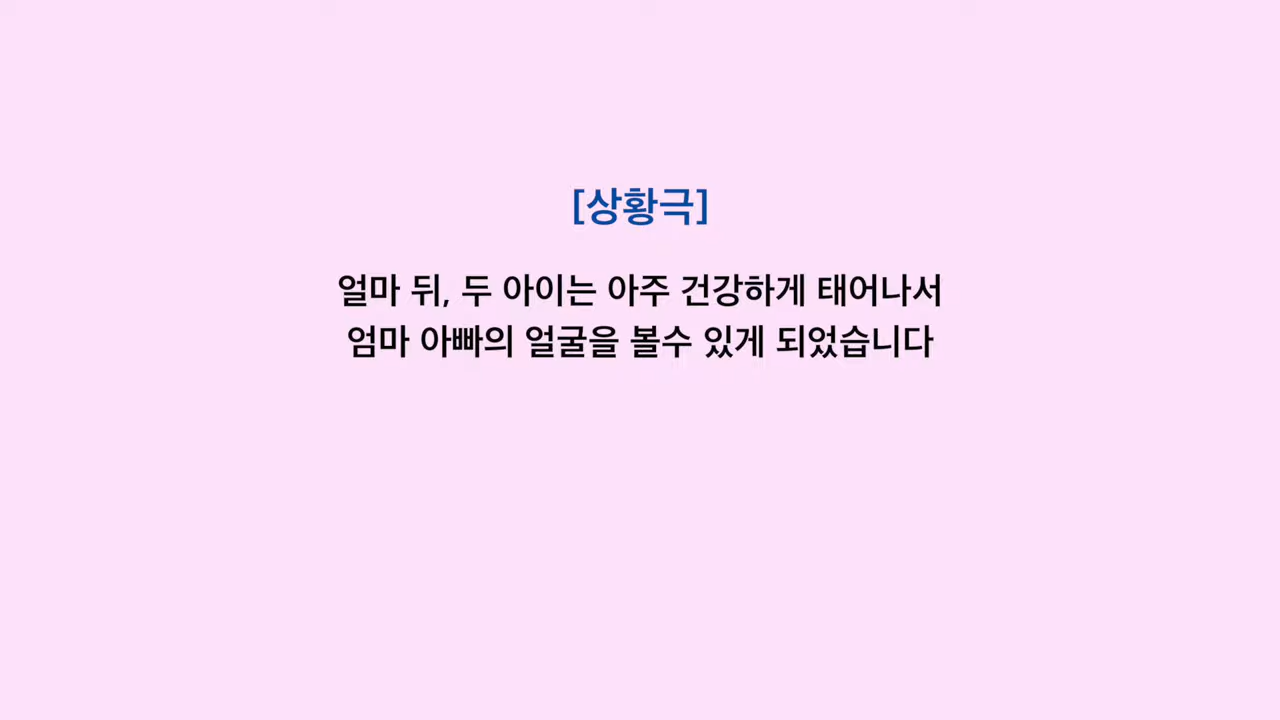 [상황극]
얼마 뒤, 두 아이는 아주 건강하게 태어나서
엄마 아빠의 얼굴을 볼수 있게 되었습니다